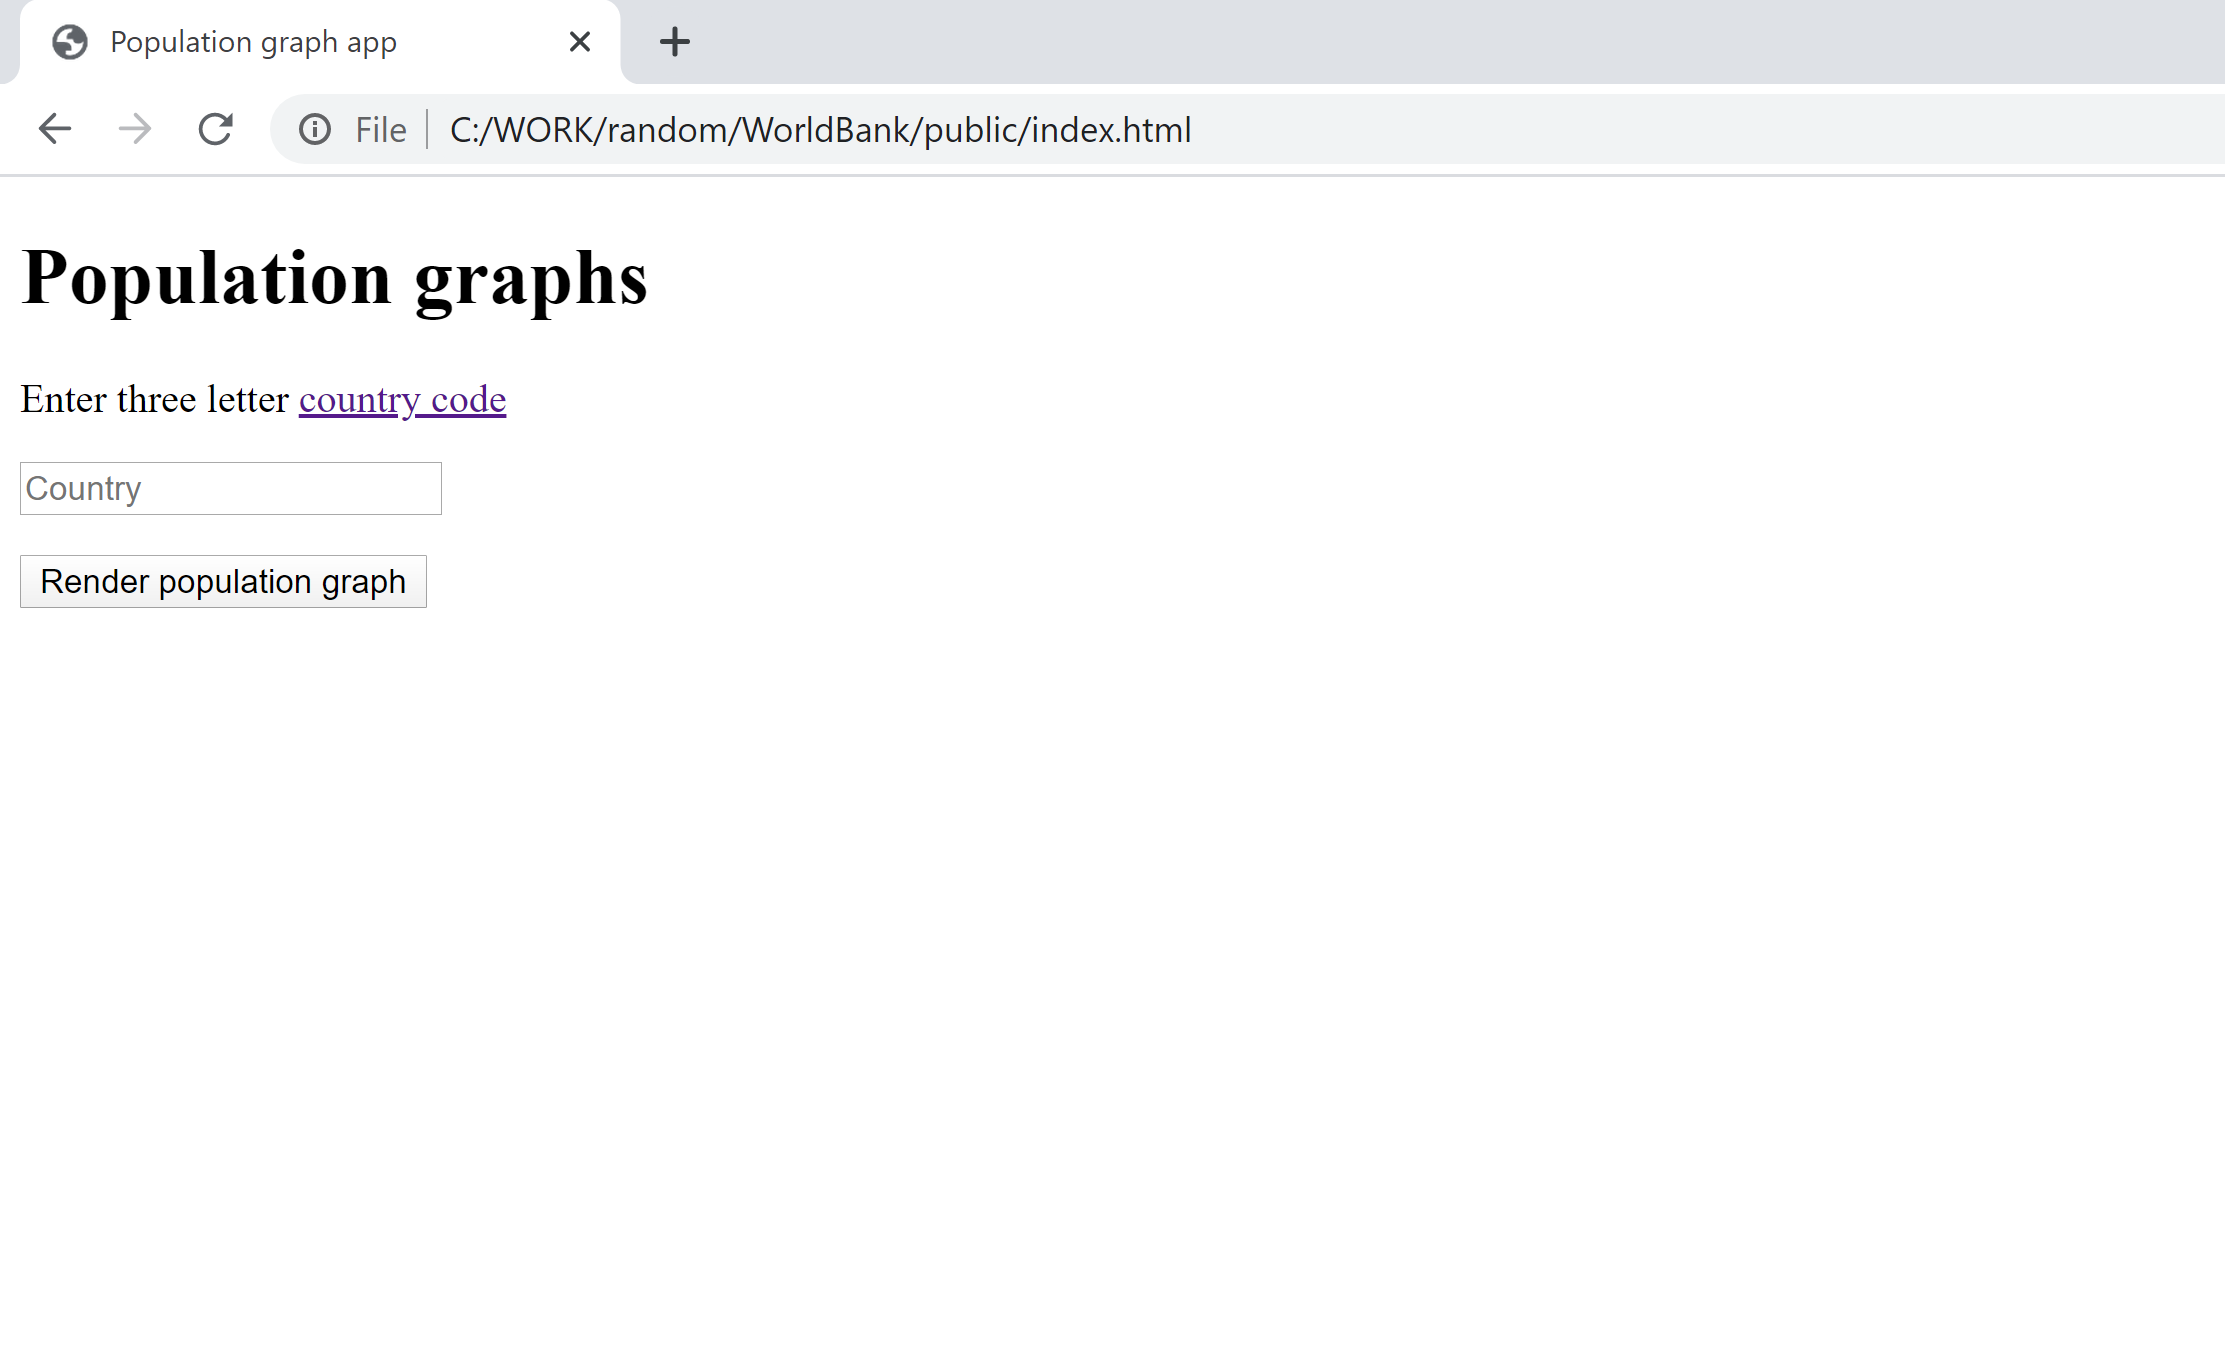 Population graph app
File C:/WORK/random/WorldBank/public/index.html
Population graphs
Enter three letter country code
Country
Render population graph